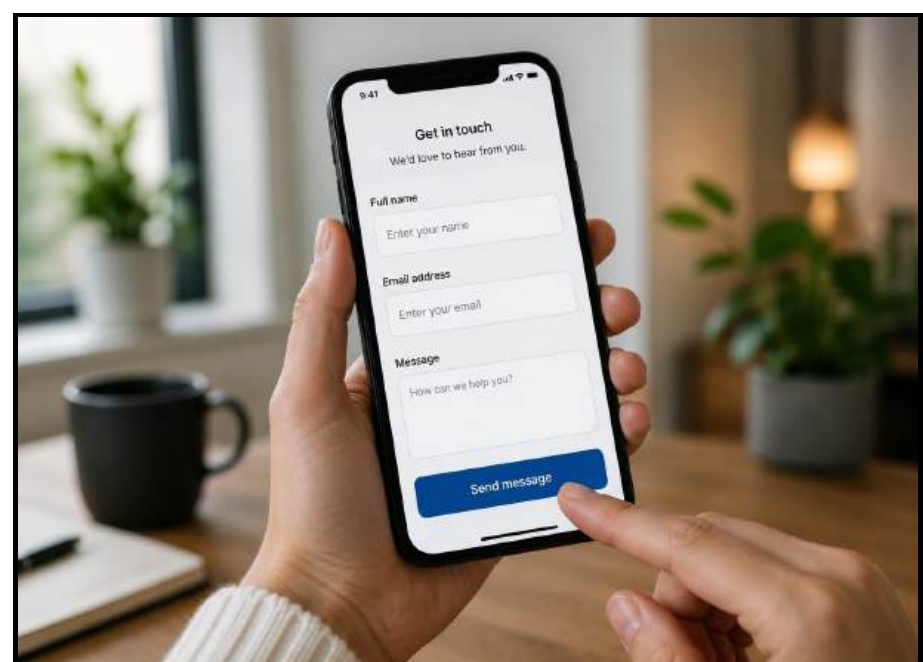 9:41
Get in touch
We'd love to hear from you.
Full name
Enter your name
Email address
Enter your email
Message
How can we help you?
Send message